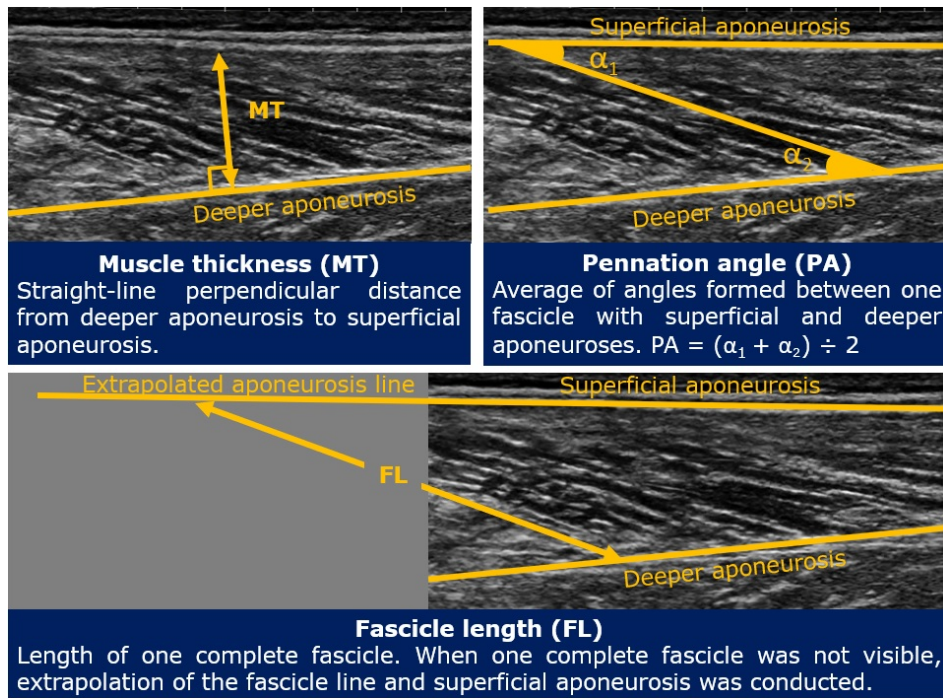 MT
Deeper aponeurosis
Muscle thickness (MT)
Straight-line perpendicular distance
from deeper aponeurosis to superficial
aponeurosis.
Superficial aponeurosis
α₁
α₂
Deeper aponeurosis
Pennation angle (PA)
Average of angles formed between one
fascicle with superficial and deeper
aponeuroses. PA = (α₁ + α₂) ÷ 2
Extrapolated aponeurosis line
Superficial aponeurosis
FL
Deeper aponeurosis
Fascicle length (FL)
Length of one complete fascicle. When one complete fascicle was not visible,
extrapolation of the fascicle line and superficial aponeurosis was conducted.